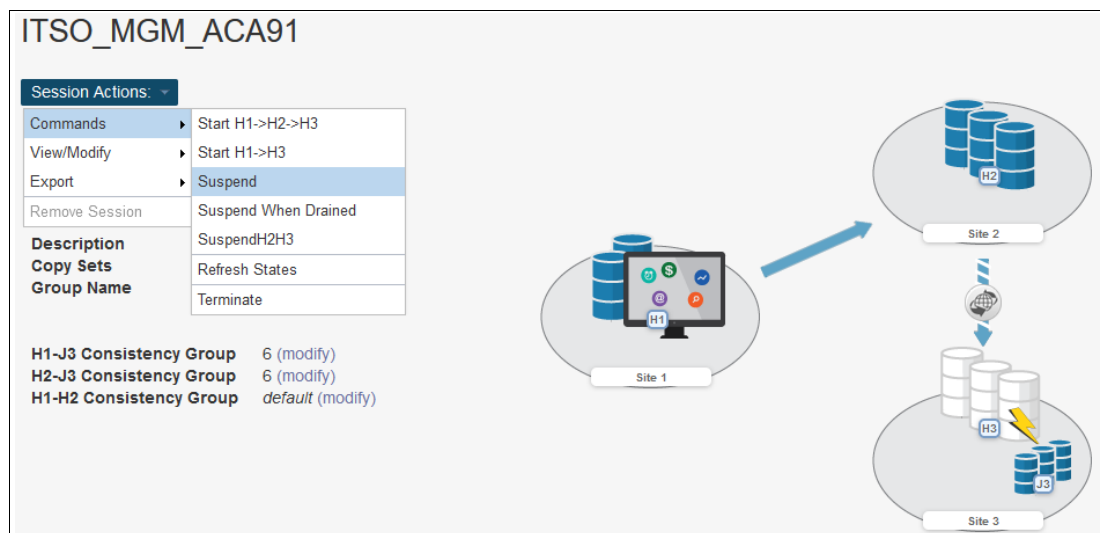 ITSO_MGM_ACA91
Session Actions:
Commands
View/Modify
Export
Remove Session
Start H1->H2->H3
Start H1->H3
Suspend
Suspend When Drained
SuspendH2H3
Refresh States
Terminate
Description
Copy Sets
Group Name
H1-J3 Consistency Group 6 (modify)
H2-J3 Consistency Group 6 (modify)
H1-H2 Consistency Group default (modify)
H2
Site 2
$
@
H1
Site 1
H3
J3
Site 3